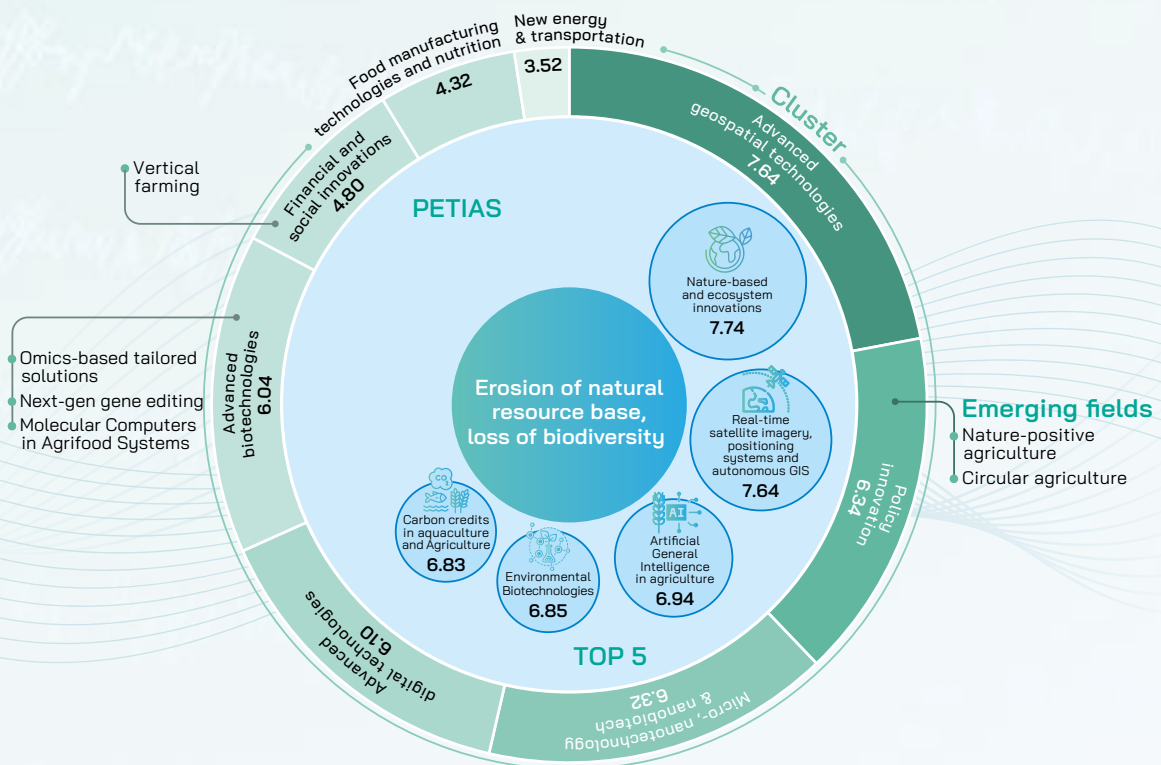 New energy
& transportation
3.52
Food manufacturing
technologies and nutrition
4.32
Cluster
Advanced
geospatial technologies
7.64
Financial and
social innovations
4.80
Vertical
farming
PETIAS
Nature-based
and ecosystem
innovations
7.74
Advanced
biotechnologies
6.04
Omics-based tailored
solutions
Next-gen gene editing
Molecular Computers
in Agrifood Systems
Erosion of natural
resource base,
loss of biodiversity
Real-time
satellite imagery,
positioning
systems and
autonomous GIS
7.64
Emerging fields
Nature-positive
agriculture
Circular agriculture
Policy
innovation
6.34
CO2
Carbon credits
in aquaculture
and Agriculture
6.83
Environmental
Biotechnologies
6.85
AI
Artificial
General
Intelligence
in agriculture
6.94
TOP 5
Advanced
digital technologies
6.10
Micro-, nanotechnology
& nanobiotech
6.32